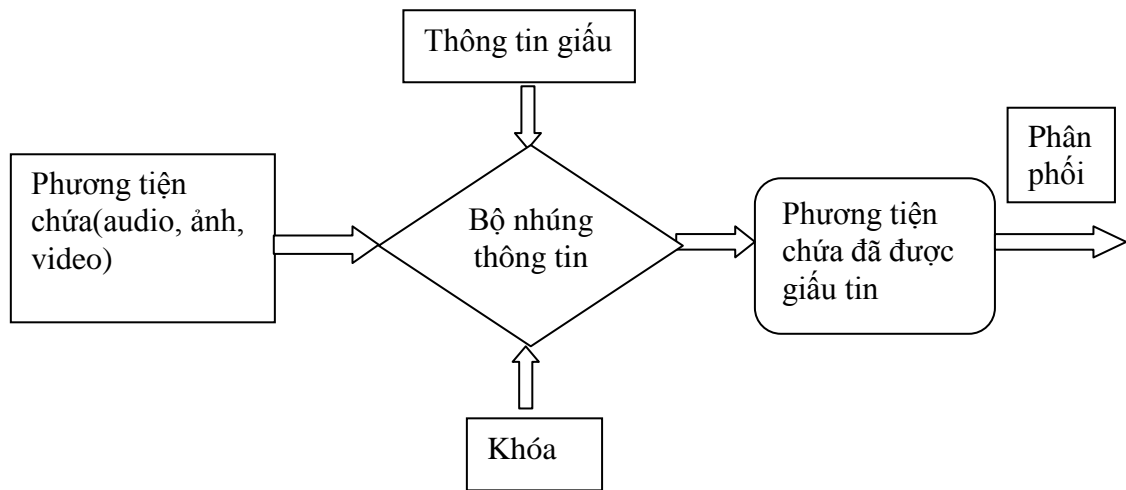 Thông tin giấu
Phương tiện
chứa(audio, ảnh,
video)
Bộ nhúng
thông tin
Phương tiện
chứa đã được
giấu tin
Phân
phối
Khóa